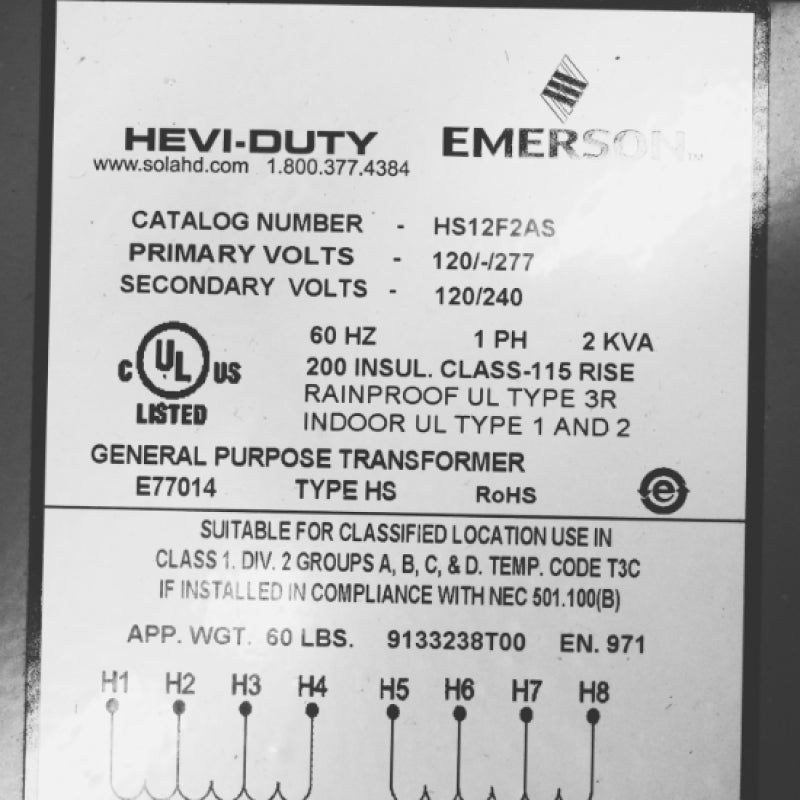 HEVI-DUTY
EMERSON™
www.solahd.com 1.800.377.4384
CATALOG NUMBER - HS12F2AS
PRIMARY VOLTS - 120/-/277
SECONDARY VOLTS - 120/240
60 HZ 1 PH 2 KVA
200 INSUL. CLASS-115 RISE
RAINPROOF UL TYPE 3R
INDOOR UL TYPE 1 AND 2
C UL US
LISTED
GENERAL PURPOSE TRANSFORMER
E77014 TYPE HS RoHS e
SUITABLE FOR CLASSIFIED LOCATION USE IN
CLASS 1. DIV. 2 GROUPS A, B, C, & D. TEMP. CODE T3C
IF INSTALLED IN COMPLIANCE WITH NEC 501.100(B)
APP. WGT. 60 LBS. 9133238T00 EN. 971
H1 H2 H3 H4 H5 H6 H7 H8